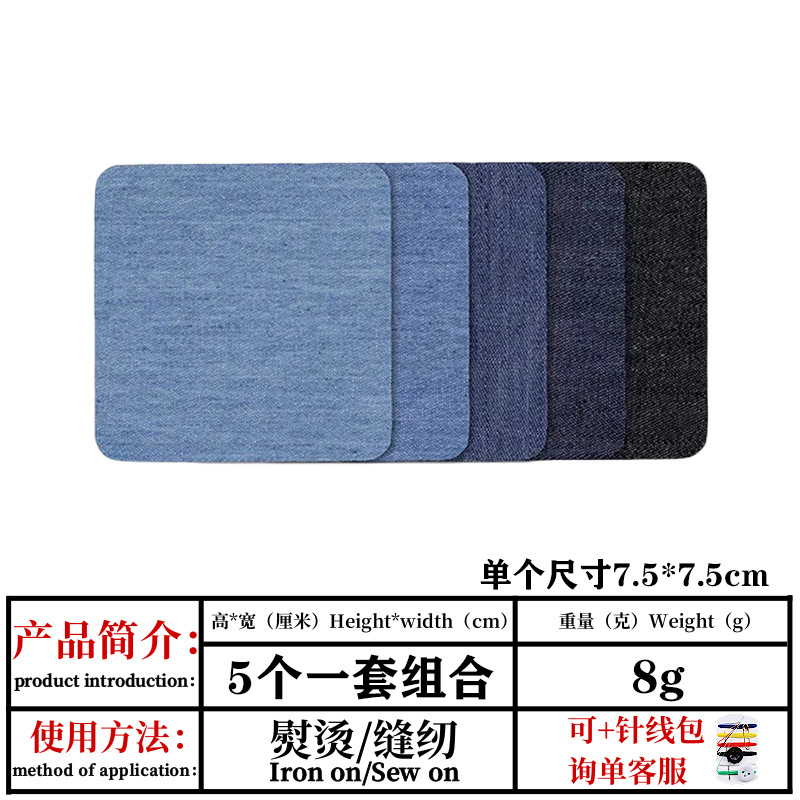 单个尺寸7.5*7.5cm
产品简介：
product introduction：
高*宽（厘米）Height*width（cm）
重量（克）Weight（g）
5个一套组合
8g
使用方法：
method of application：
熨烫/缝纫
Iron on/Sew on
可+针线包
询单客服